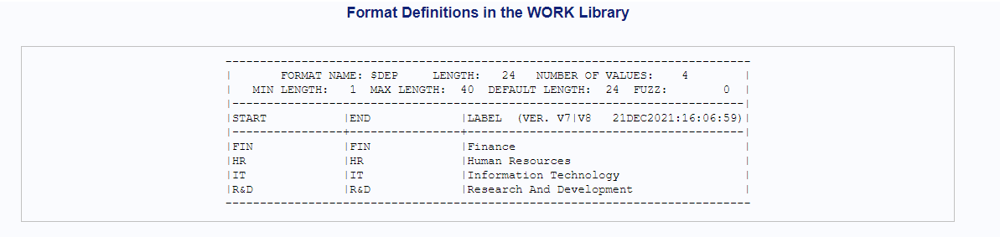 Format Definitions in the WORK Library
----------------------------------------------------------------------------
|       FORMAT NAME: $DEP     LENGTH:   24   NUMBER OF VALUES:    4        |
|   MIN LENGTH:   1  MAX LENGTH:  40  DEFAULT LENGTH:  24  FUZZ:        0  |
|--------------------------------------------------------------------------|
|START           |END             |LABEL  (VER. V7|V8   21DEC2021:16:06:59)|
|----------------+----------------+----------------------------------------|
|FIN             |FIN             |Finance                                 |
|HR              |HR              |Human Resources                         |
|IT              |IT              |Information Technology                  |
|R&D             |R&D             |Research And Development                |
----------------------------------------------------------------------------